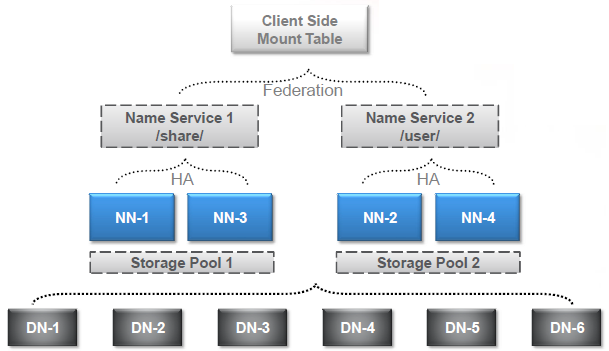 Client Side
Mount Table
Federation
Name Service 1
/share/
Name Service 2
/user/
HA
HA
NN-1
NN-3
NN-2
NN-4
Storage Pool 1
Storage Pool 2
DN-1
DN-2
DN-3
DN-4
DN-5
DN-6